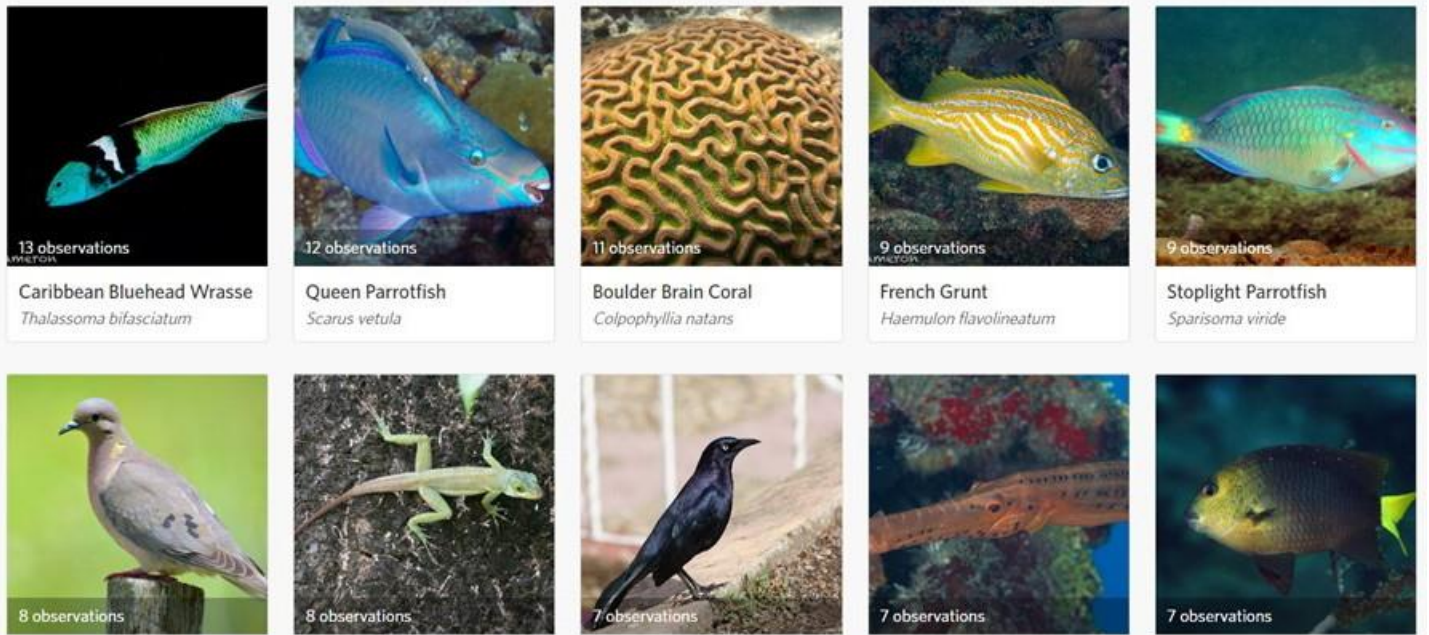 13 observations
12 observations
11 observations
9 observations
9 observations
Caribbean Bluehead Wrasse
Queen Parrotfish
Boulder Brain Coral
French Grunt
Stoplight Parrotfish
Thalassoma bifasciatum
Scarus vetula
Colpophyllia natans
Haemulon flavolineatum
Sparisoma viride
8 observations
8 observations
7 observations
7 observations
7 observations